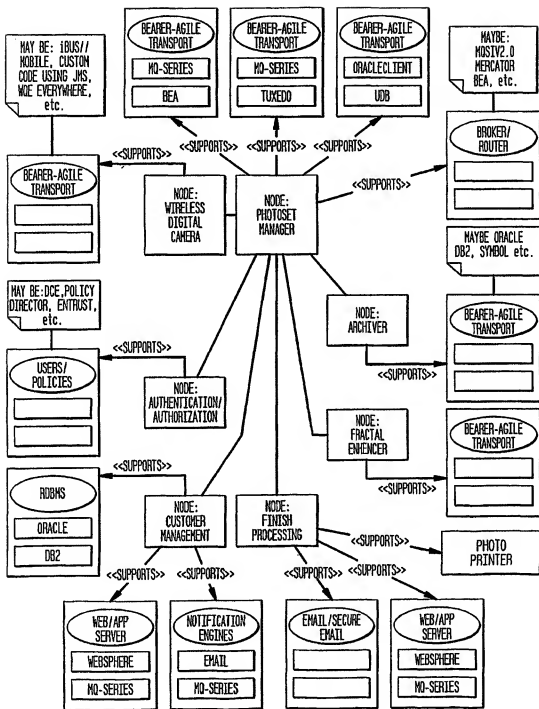 MAY BE: iBUS//
MOBILE, CUSTOM
CODE USING JMS,
WQE EVERYWHERE,
etc.
BEARER-AGILE
TRANSPORT
MQ-SERIES
BEA
BEARER-AGILE
TRANSPORT
MQ-SERIES
TUXEDO
BEARER-AGILE
TRANSPORT
ORACLECLIENT
UDB
MAYBE:
MQSIV2.0
MERCATOR
BEA, etc.
<<SUPPORTS>>
<<SUPPORTS>>
<<SUPPORTS>>
<<SUPPORTS>>
<<SUPPORTS>>
BROKER/
ROUTER
BEARER-AGILE
TRANSPORT
NODE:
WIRELESS
DIGITAL
CAMERA
NODE:
PHOTOSET
MANAGER
MAYBE ORACLE
DB2, SYMBOL etc.
MAY BE:DCE,POLICY
DIRECTOR, ENTRUST,
etc.
NODE:
ARCHIVER
BEARER-AGILE
TRANSPORT
<<SUPPORTS>>
USERS/
POLICIES
<<SUPPORTS>>
NODE:
AUTHENTICATION/
AUTHORIZATION
NODE:
FRACTAL
ENHENCER
BEARER-AGILE
TRANSPORT
<<SUPPORTS>>
RDBMS
ORACLE
DB2
<<SUPPORTS>>
NODE:
CUSTOMER
MANAGEMENT
NODE:
FINISH
PROCESSING
<<SUPPORTS>>
PHOTO
PRINTER
<<SUPPORTS>>
<<SUPPORTS>>
<<SUPPORTS>>
<<SUPPORTS>>
WEB/APP
SERVER
WEBSPHERE
MQ-SERIES
NOTIFICATION
ENGINES
EMAIL
MQ-SERIES
EMAIL/SECURE
EMAIL
WEB/APP
SERVER
WEBSPHERE
MQ-SERIES